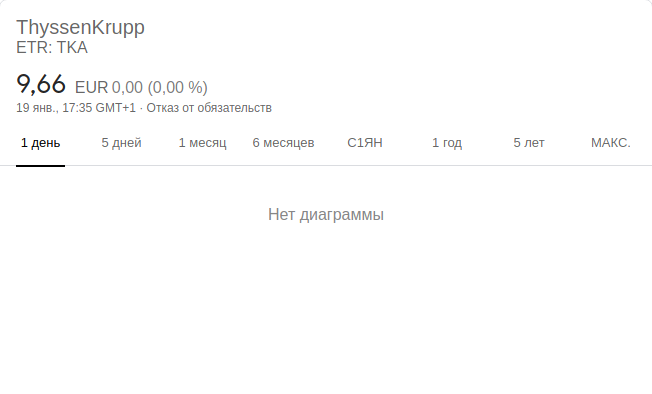 ThyssenKrupp
ETR: TKA
9,66 EUR 0,00 (0,00 %)
19 янв., 17:35 GMT+1 · Отказ от обязательств
1 день 5 дней 1 месяц 6 месяцев С1ЯН 1 год 5 лет МАКС.
Нет диаграммы